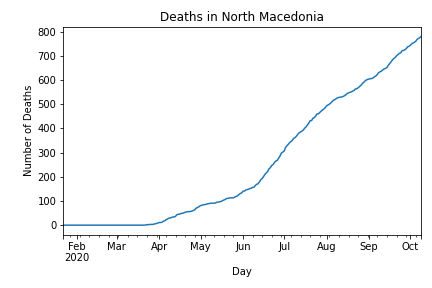 Deaths in North Macedonia
800
700
600
500
400
300
200
100
0
Number of Deaths
Feb Mar Apr May Jun Jul Aug Sep Oct
2020
Day